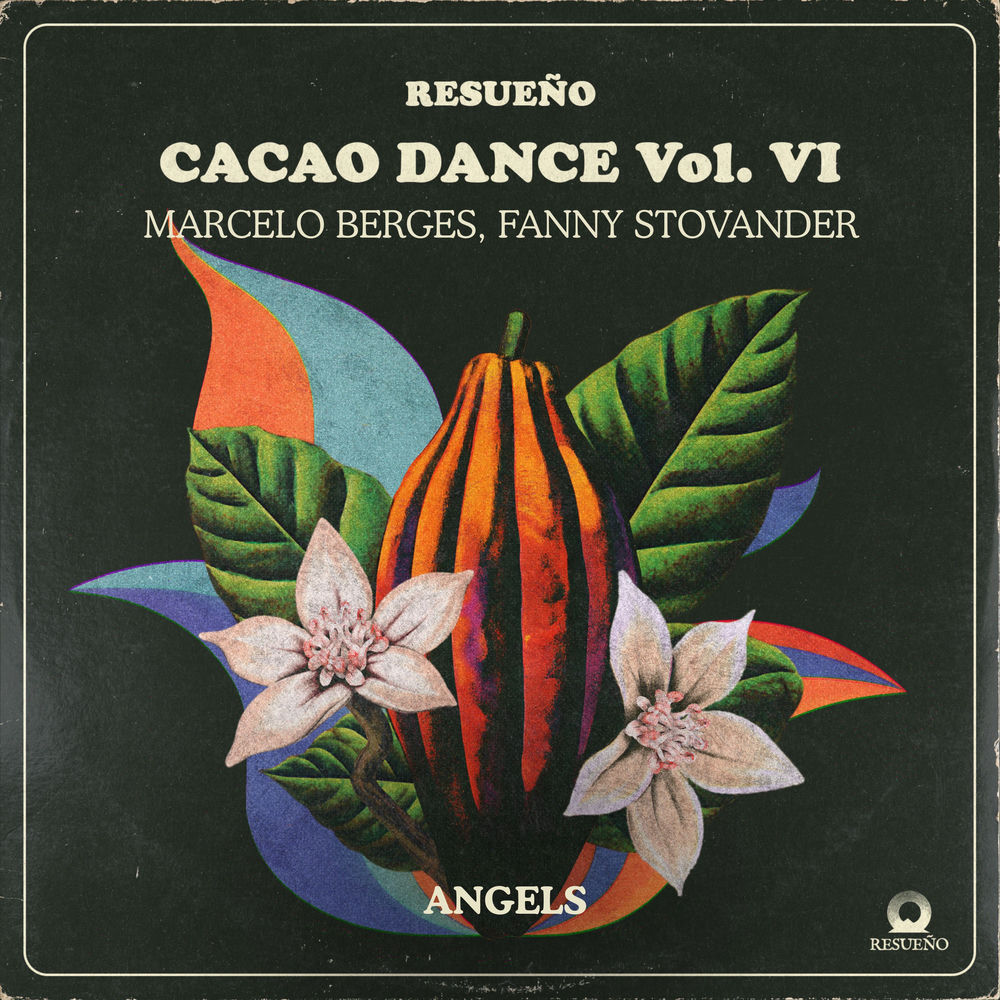 RESUEÑO
CACAO DANCE Vol. VI
MARCELO BERGES, FANNY STOVANDER
ANGELS
RESUEÑO